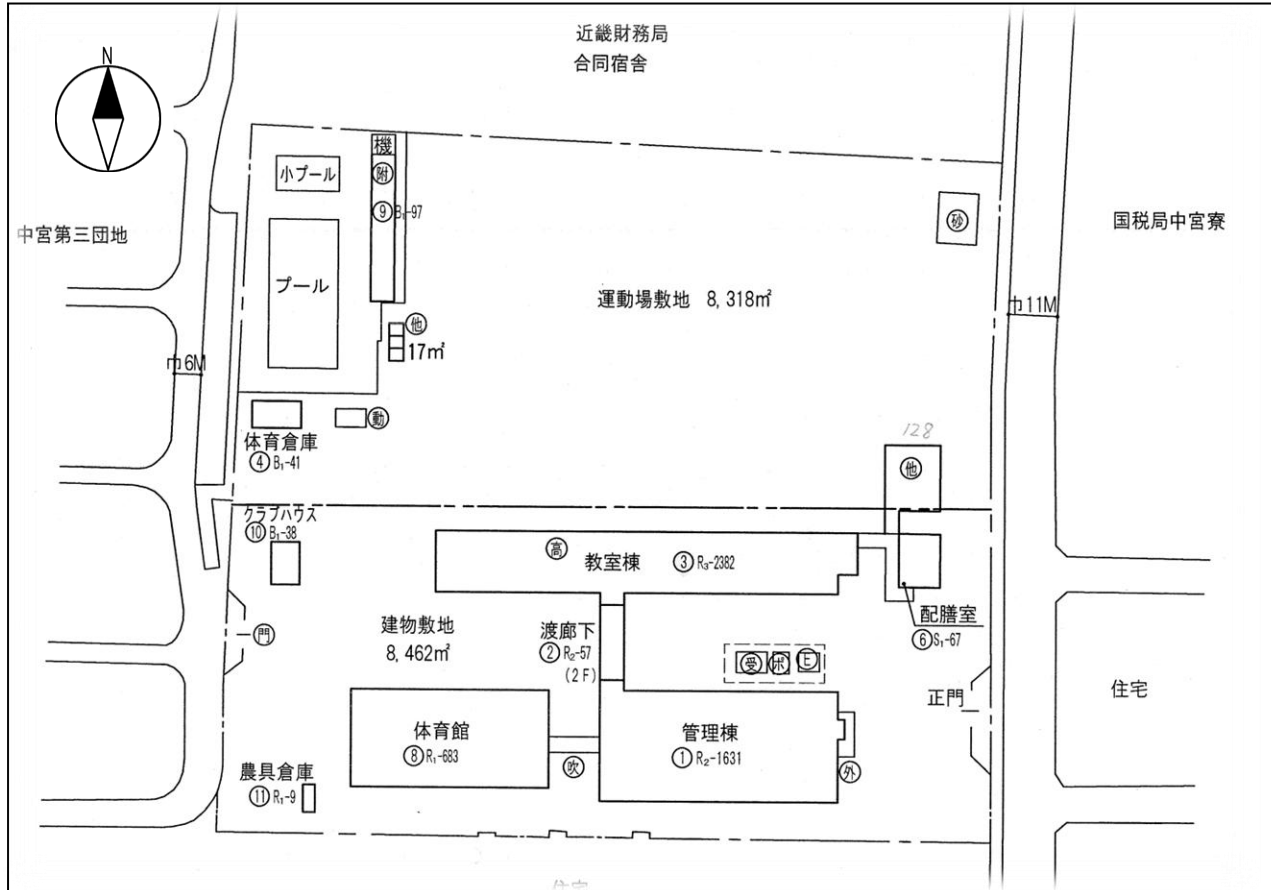 近畿財務局
合同宿舎
N
機
小プール
附
⑨ B₁-97
砂
中宮第三団地
国税局中宮寮
プール
運動場敷地 8,318㎡
巾11M
他
17㎡
巾6M
動
体育倉庫
④ B₁-41
128
他
クラブハウス
⑩ B₁-38
高
教室棟 ③ R₃-2382
配膳室
⑥ S₁-67
建物敷地
8,462㎡
門
渡廊下
② R₂-57
(2F)
受 ポ E
正門
住宅
体育館
⑧ R₁-683
管理棟
① R₂-1631
吹
外
農具倉庫
⑪ R₁-9
住宅